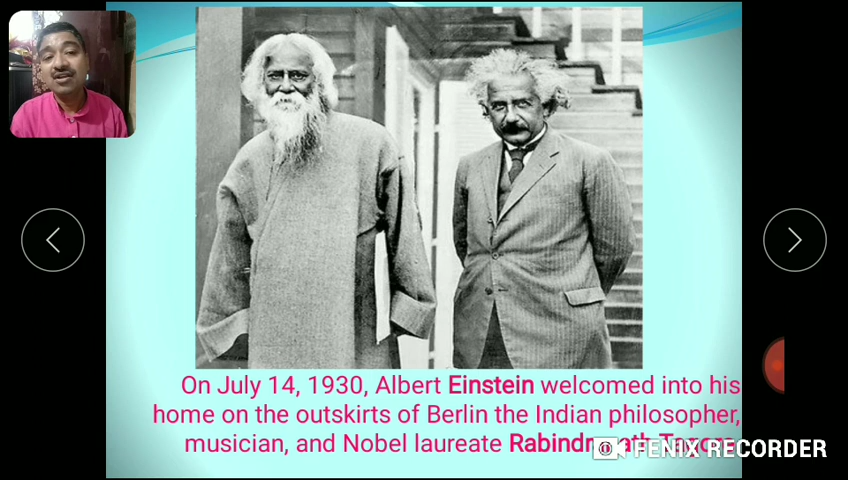 On July 14, 1930, Albert Einstein welcomed into his
home on the outskirts of Berlin the Indian philosopher,
musician, and Nobel laureate
FENIX RECORDER